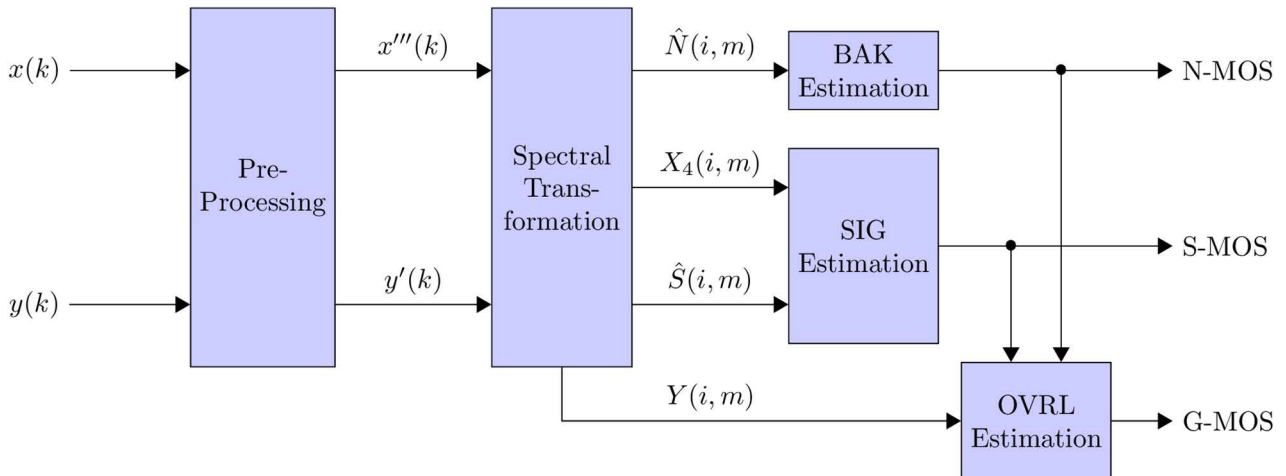 x(k)
y(k)
Pre-
Processing
x'''(k)
y'(k)
Spectral
Trans-
formation
N̂(i, m)
X₄(i, m)
Ŝ(i, m)
Y(i, m)
BAK
Estimation
SIG
Estimation
OVRL
Estimation
N-MOS
S-MOS
G-MOS